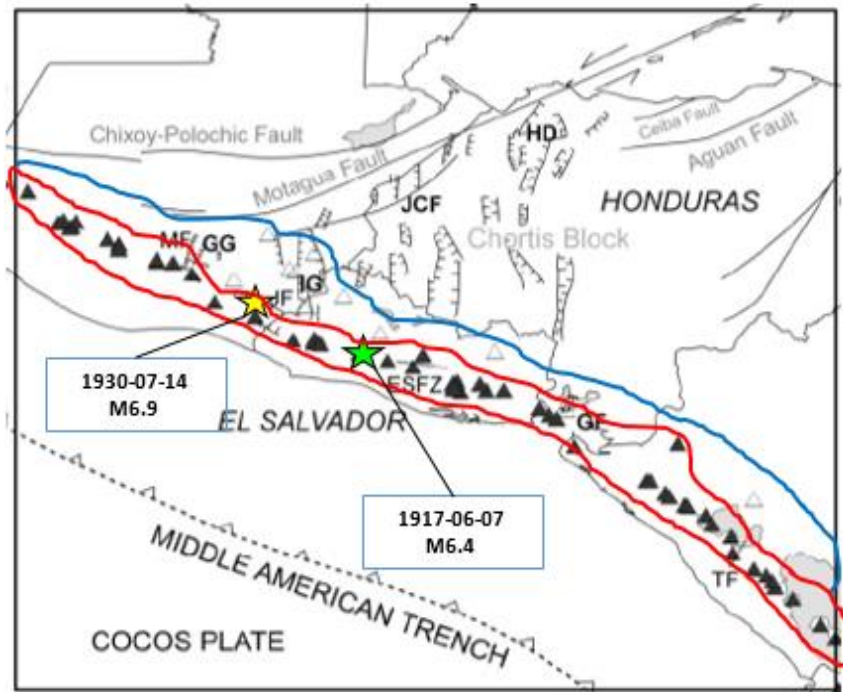 Chixoy-Polochic Fault
Motagua Fault
HD
Ceiba Fault
Aguan Fault
JCF
HONDURAS
Chortis Block
MF
GG
IG
JF
1930-07-14
M6.9
EL SALVADOR
ESFZ
GF
1917-06-07
M6.4
TF
MIDDLE AMERICAN TRENCH
COCOS PLATE